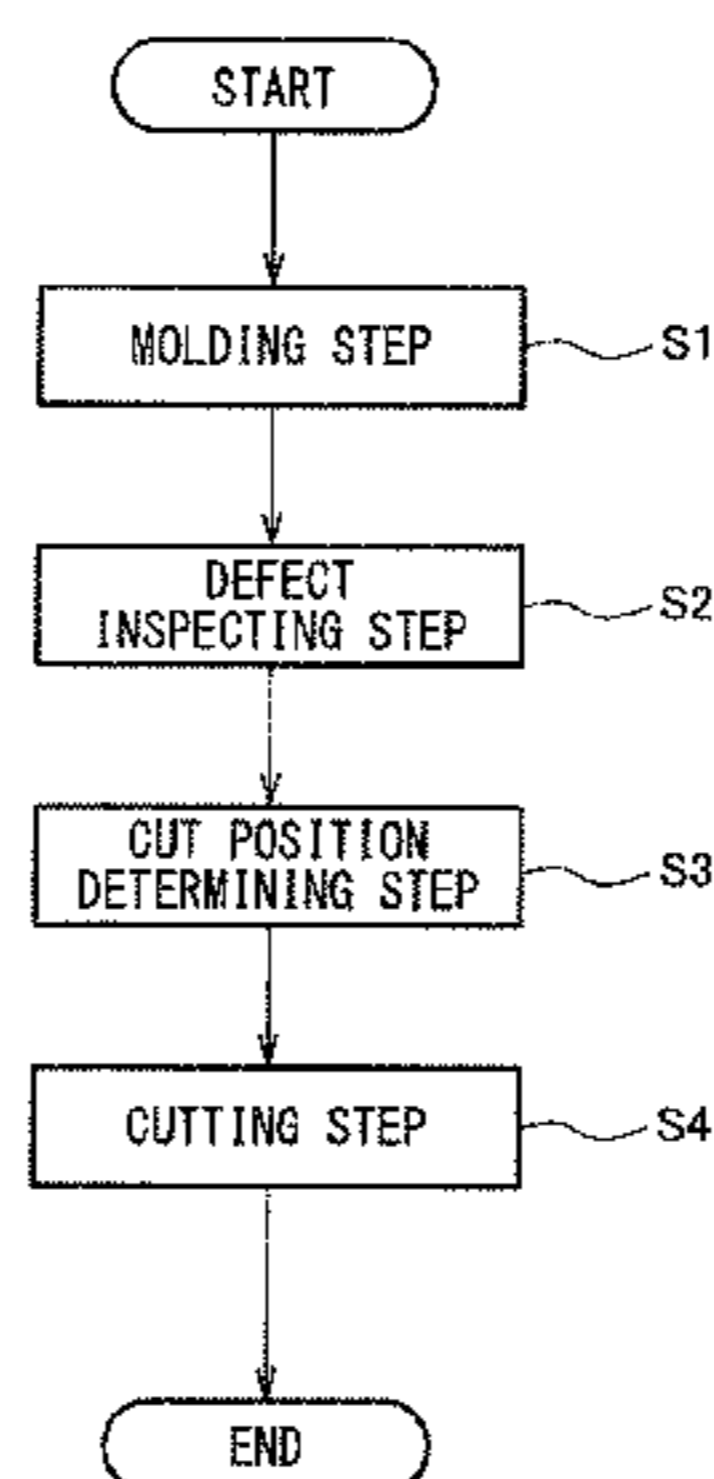 START
MOLDING STEP
S1
DEFECT
INSPECTING STEP
S2
CUT POSITION
DETERMINING STEP
S3
CUTTING STEP
S4
END